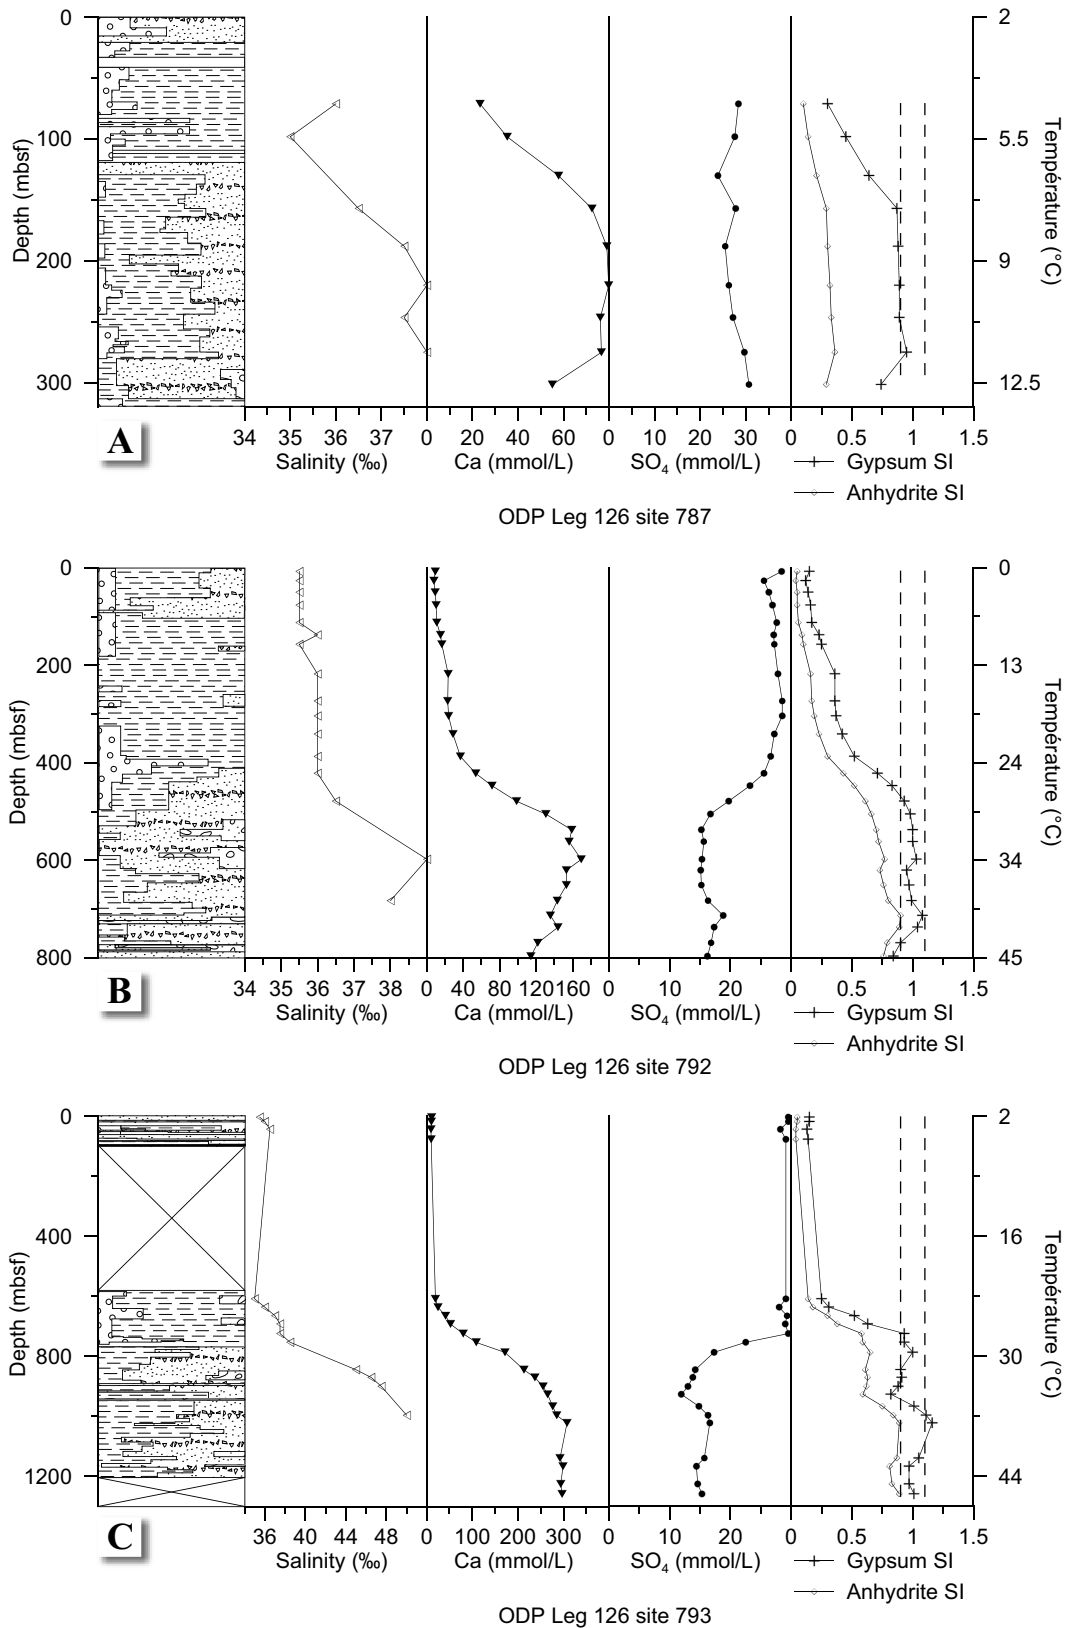 0
100
200
300
Depth (mbsf)
2
5.5
9
12.5
Température (°C)
A
34 35 36 37 0 20 40 60 0 10 20 30 0 0.5 1 1.5
Salinity (‰) Ca (mmol/L) SO4 (mmol/L) Gypsum SI
Anhydrite SI
ODP Leg 126 site 787
0
200
400
600
800
Depth (mbsf)
0
13
24
34
45
Température (°C)
B
34 35 36 37 38 0 40 80 120 160 0 10 20 0 0.5 1 1.5
Salinity (‰) Ca (mmol/L) SO4 (mmol/L) Gypsum SI
Anhydrite SI
ODP Leg 126 site 792
0
400
800
1200
Depth (mbsf)
2
16
30
44
Température (°C)
C
36 40 44 48 0 100 200 300 0 10 20 0 0.5 1 1.5
Salinity (‰) Ca (mmol/L) SO4 (mmol/L) Gypsum SI
Anhydrite SI
ODP Leg 126 site 793